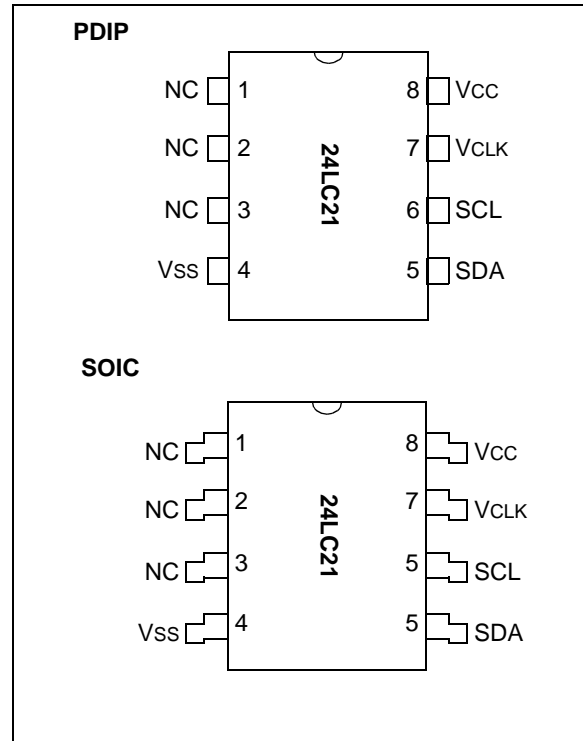 PDIP
NC 1 8 VCC
NC 2 7 VCLK
24LC21
NC 3 6 SCL
VSS 4 5 SDA
SOIC
NC 1 8 VCC
NC 2 7 VCLK
24LC21
NC 3 5 SCL
VSS 4 5 SDA